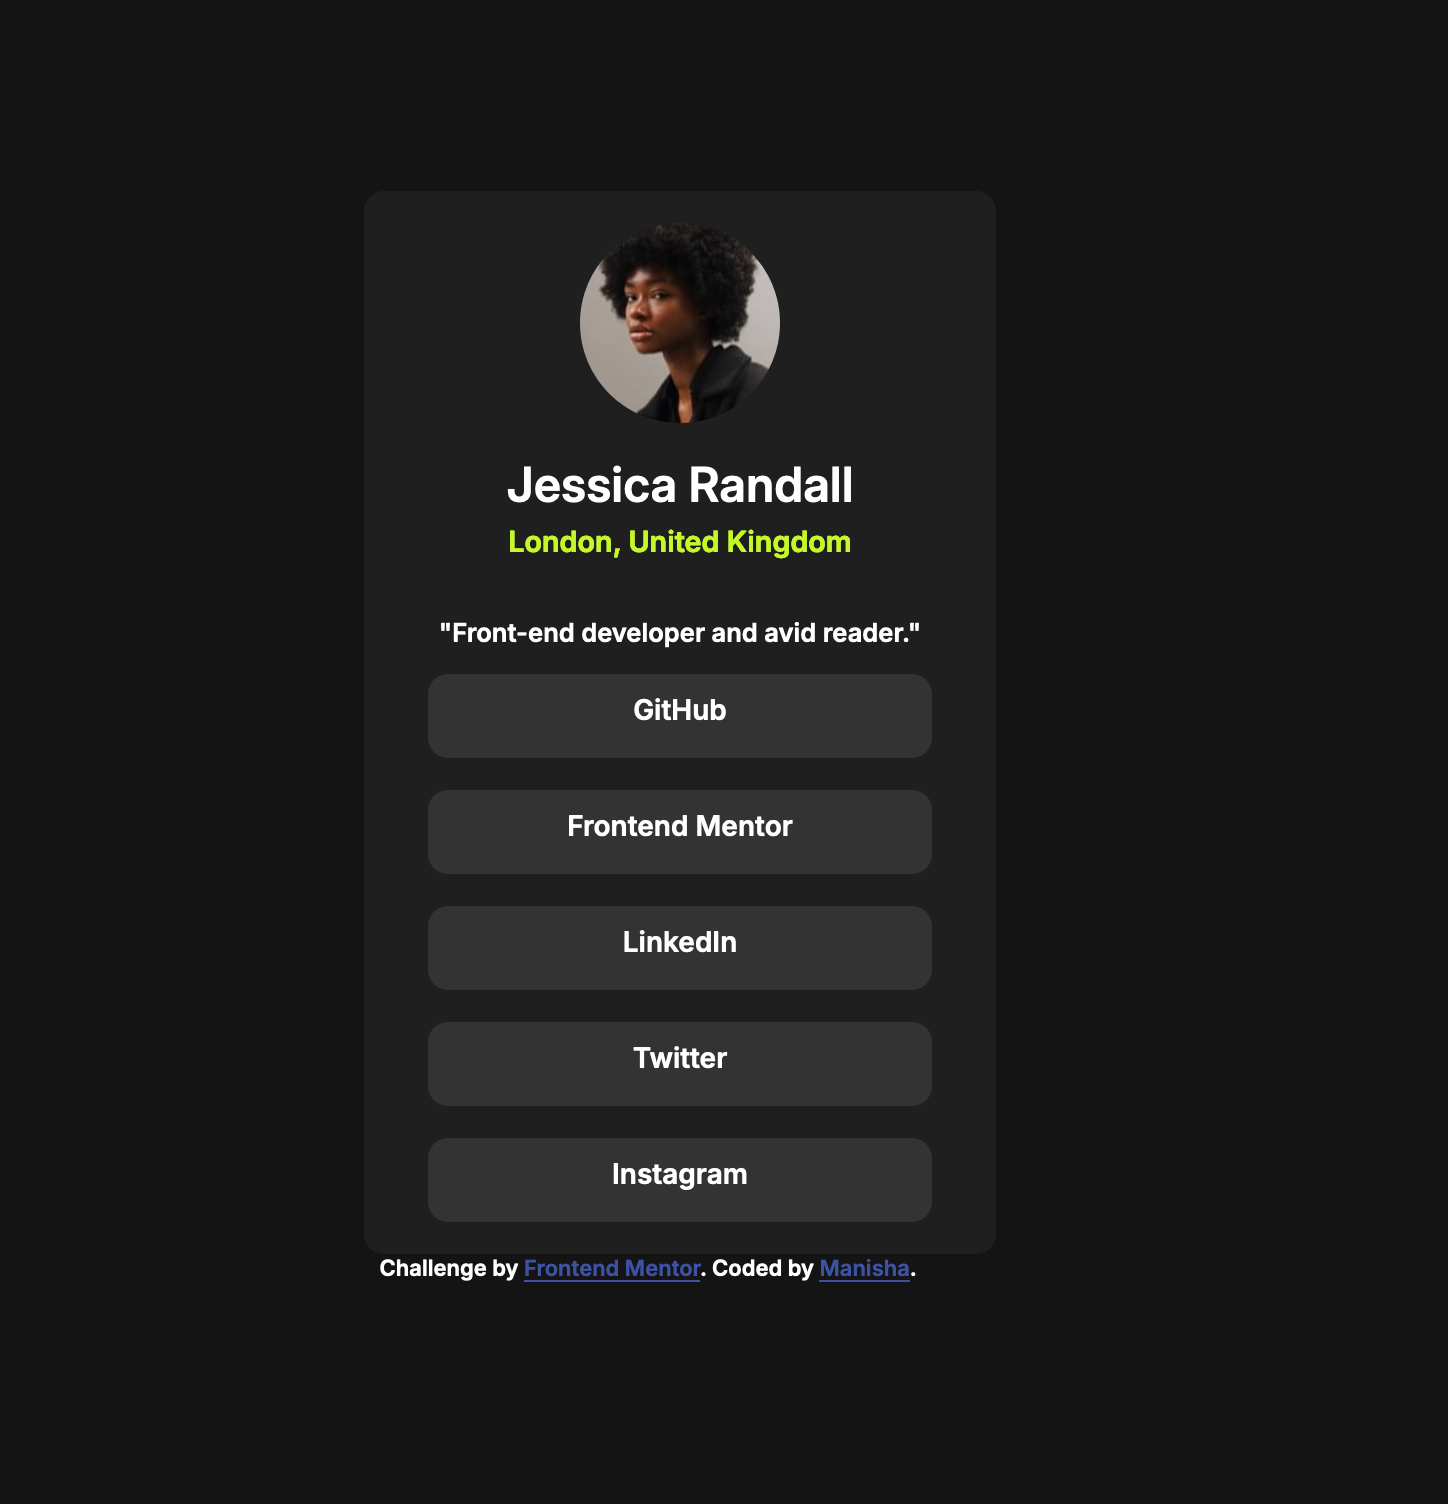 Jessica Randall
London, United Kingdom
"Front-end developer and avid reader."
GitHub
Frontend Mentor
LinkedIn
Twitter
Instagram
Challenge by Frontend Mentor. Coded by Manisha.